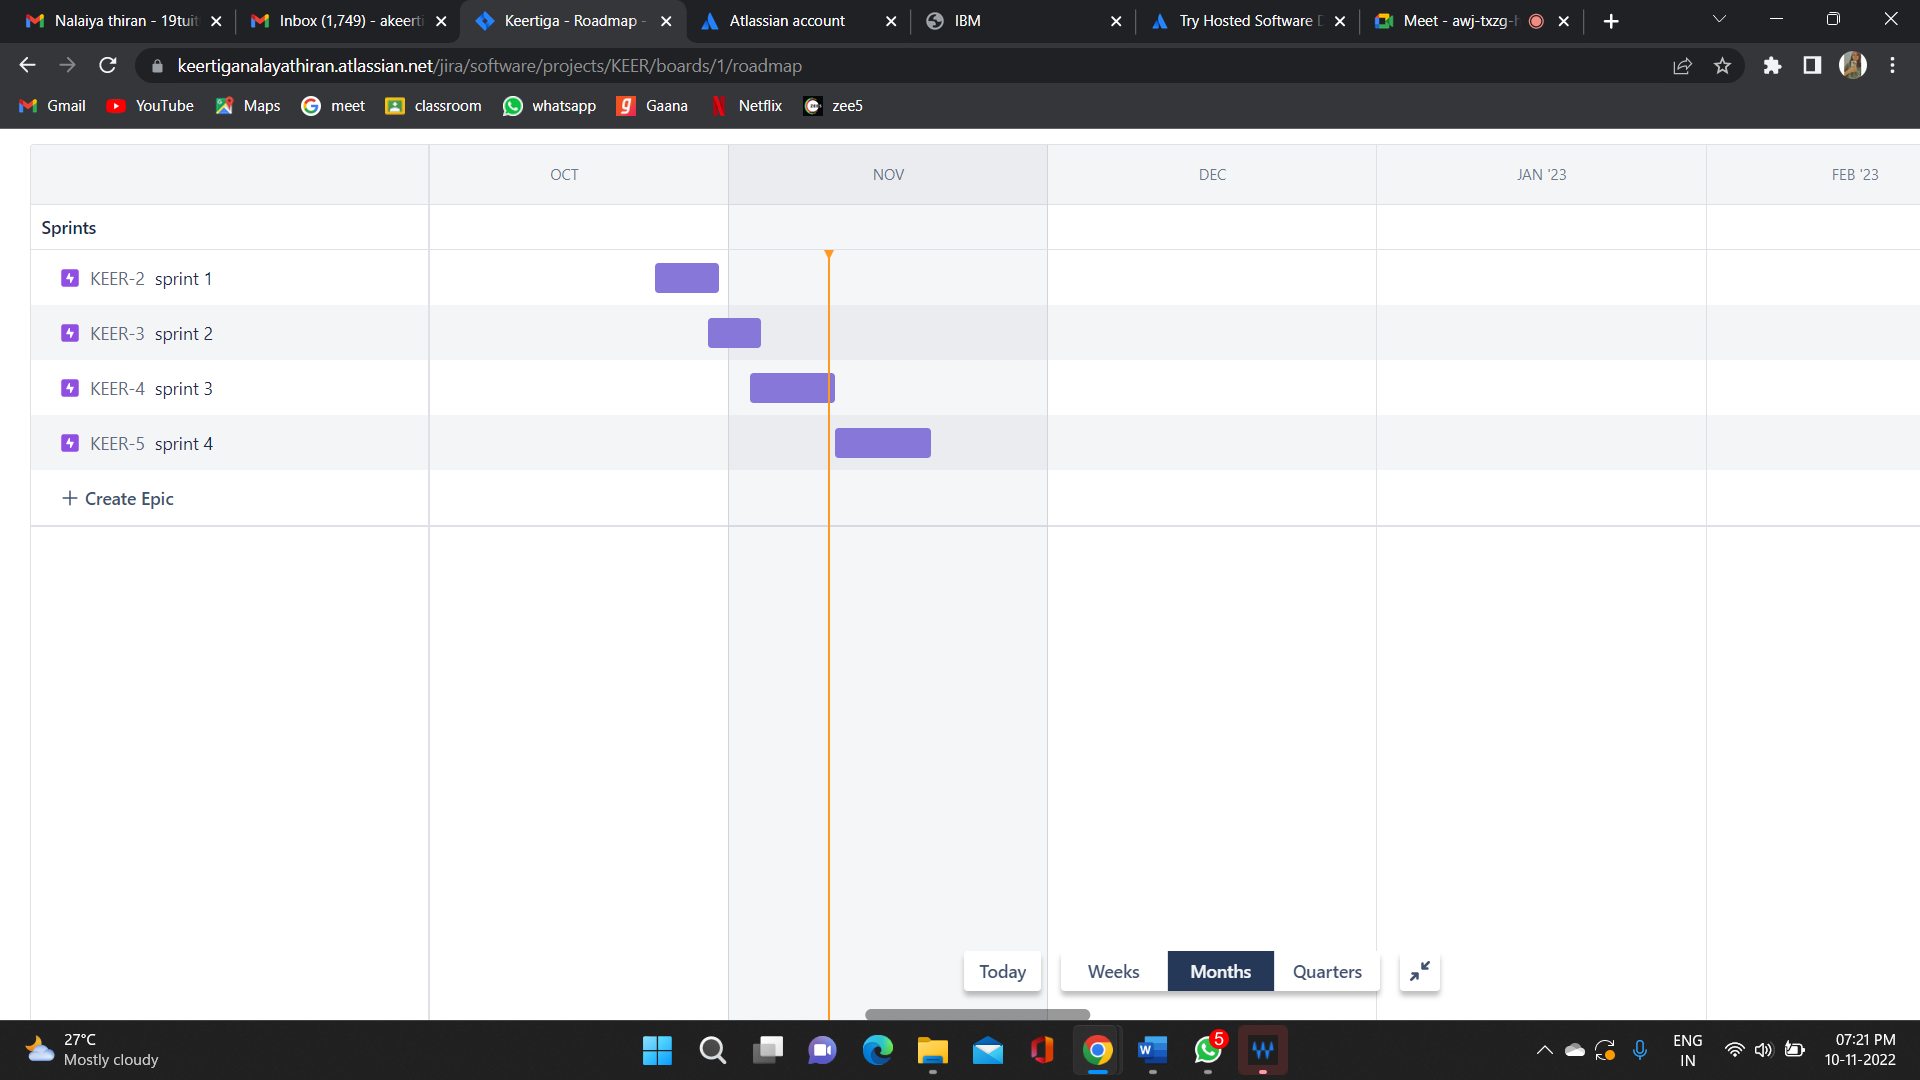 Nalaiya thiran - 19tuit
Inbox (1,749) - akeerti
Keertiga - Roadmap -
Atlassian account
IBM
Try Hosted Software D
Meet - awj-txzg-h
keertiganalayathiran.atlassian.net/jira/software/projects/KEER/boards/1/roadmap
Gmail
YouTube
Maps
meet
classroom
whatsapp
Gaana
Netflix
zee5
OCT
NOV
DEC
JAN '23
FEB '23
Sprints
KEER-2 sprint 1
KEER-3 sprint 2
KEER-4 sprint 3
KEER-5 sprint 4
+ Create Epic
Today
Weeks
Months
Quarters
27°C
Mostly cloudy
5
ENG
IN
07:21 PM
10-11-2022